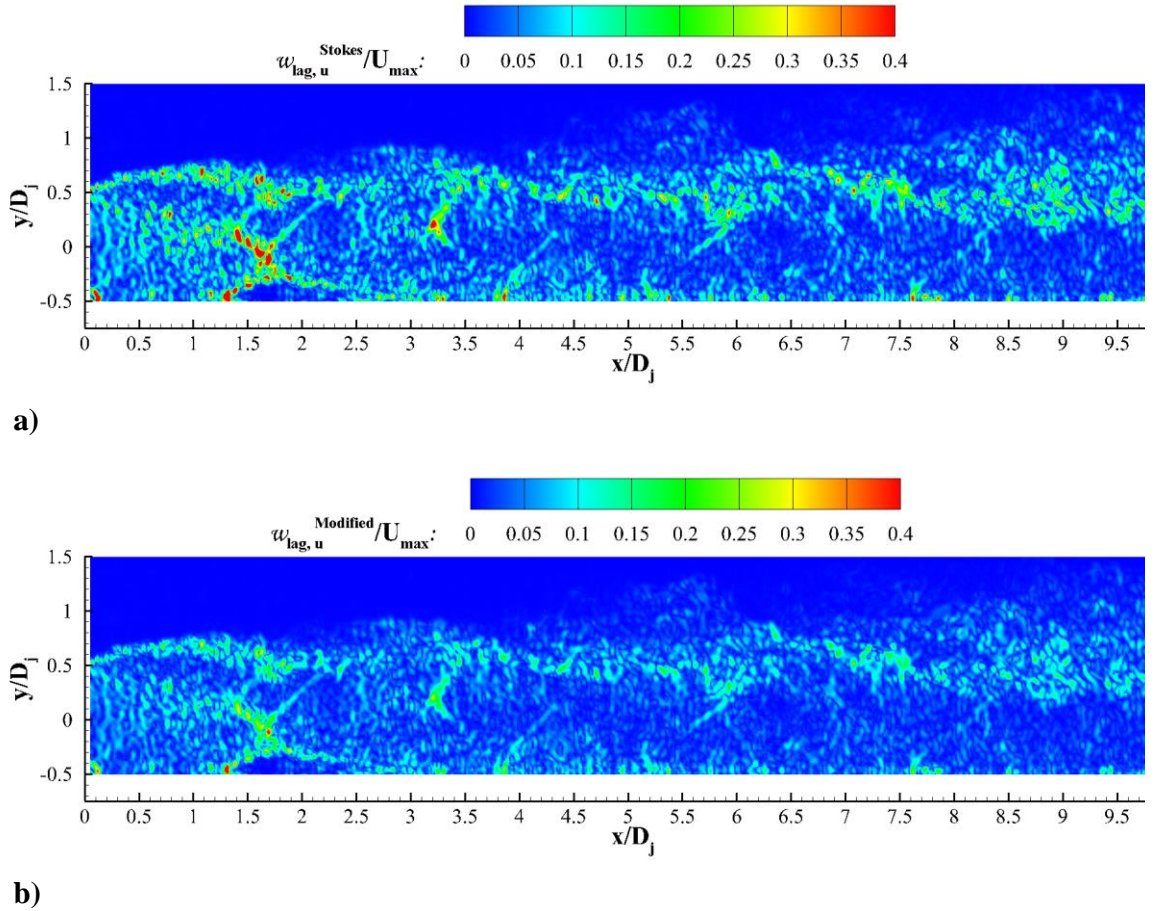 w_lag, u^Stokes/U_max: 0 0.05 0.1 0.15 0.2 0.25 0.3 0.35 0.4
1.5
1
0.5
0
-0.5
y/D_j
0 0.5 1 1.5 2 2.5 3 3.5 4 4.5 5 5.5 6 6.5 7 7.5 8 8.5 9 9.5
x/D_j
a)
w_lag, u^Modified/U_max: 0 0.05 0.1 0.15 0.2 0.25 0.3 0.35 0.4
1.5
1
0.5
0
-0.5
y/D_j
0 0.5 1 1.5 2 2.5 3 3.5 4 4.5 5 5.5 6 6.5 7 7.5 8 8.5 9 9.5
x/D_j
b)